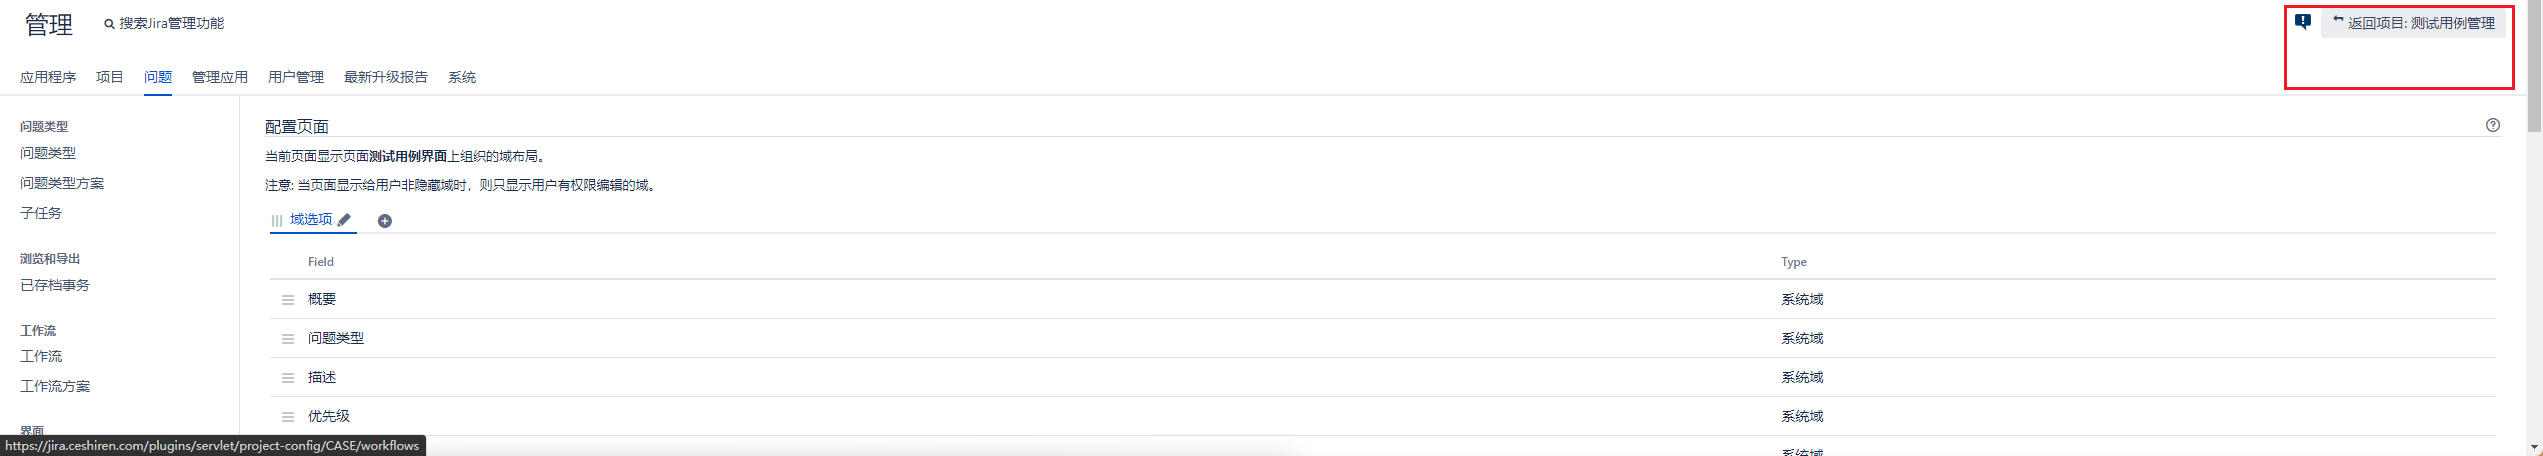 管理
搜索Jira管理功能
返回项目: 测试用例管理
应用程序 项目 问题 管理应用 用户管理 最新升级报告 系统
问题类型
问题类型
问题类型方案
子任务
浏览和导出
已存档事务
工作流
工作流
工作流方案
界面
配置页面
当前页面显示页面测试用例界面上组织的域布局。
注意: 当页面显示给用户非隐藏域时，则只显示用户有权限编辑的域。
域选项
Field Type
概要 系统域
问题类型 系统域
描述 系统域
优先级 系统域
系统域
https://jira.ceshiren.com/plugins/servlet/project-config/CASE/workflows